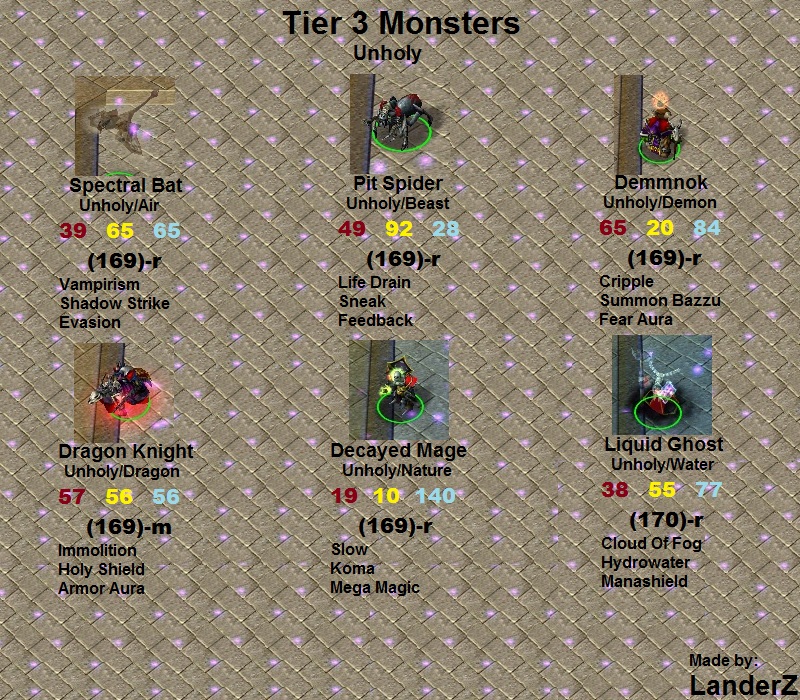 Tier 3 Monsters
Unholy
Spectral Bat
Unholy/Air
39 65 65
(169)-r
Vampirism
Shadow Strike
Evasion
Pit Spider
Unholy/Beast
49 92 28
(169)-r
Life Drain
Sneak
Feedback
Demmnok
Unholy/Demon
65 20 84
(169)-r
Cripple
Summon Bazzu
Fear Aura
Dragon Knight
Unholy/Dragon
57 56 56
(169)-m
Immolition
Holy Shield
Armor Aura
Decayed Mage
Unholy/Nature
19 10 140
(169)-r
Slow
Koma
Mega Magic
Liquid Ghost
Unholy/Water
38 55 77
(170)-r
Cloud Of Fog
Hydrowater
Manashield
Made by:
LanderZ